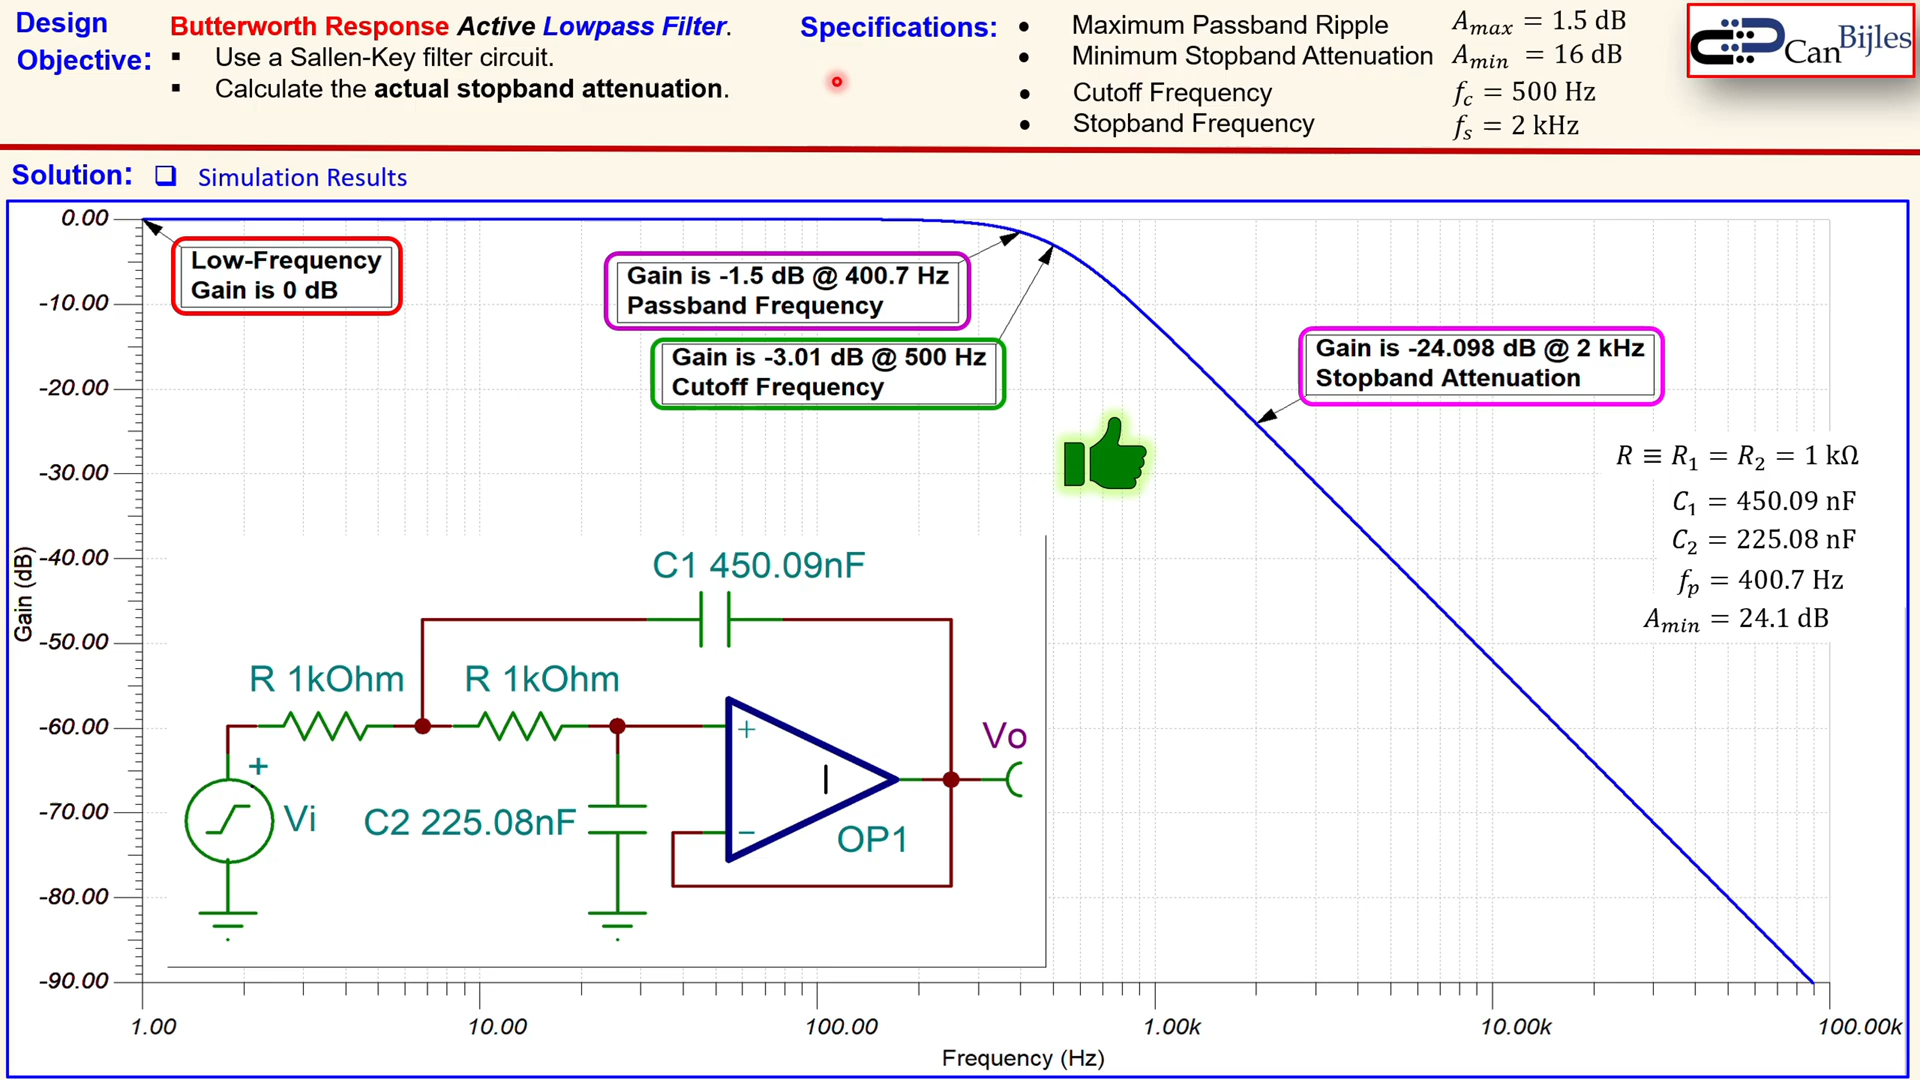 Design
Objective:
Butterworth Response Active Lowpass Filter.
▪ Use a Sallen-Key filter circuit.
▪ Calculate the actual stopband attenuation.
Specifications:
• Maximum Passband Ripple A_max = 1.5 dB
• Minimum Stopband Attenuation A_min = 16 dB
• Cutoff Frequency f_c = 500 Hz
• Stopband Frequency f_s = 2 kHz
CanBijles
Solution: ❑ Simulation Results
0.00
-10.00
-20.00
-30.00
-40.00
-50.00
-60.00
-70.00
-80.00
-90.00
Gain (dB)
Low-Frequency
Gain is 0 dB
Gain is -1.5 dB @ 400.7 Hz
Passband Frequency
Gain is -3.01 dB @ 500 Hz
Cutoff Frequency
Gain is -24.098 dB @ 2 kHz
Stopband Attenuation
R ≡ R₁ = R₂ = 1 kΩ
C₁ = 450.09 nF
C₂ = 225.08 nF
f_p = 400.7 Hz
A_min = 24.1 dB
C1 450.09nF
R 1kOhm
R 1kOhm
+
Vi
C2 225.08nF
+
−
I
OP1
Vo
1.00
10.00
100.00
1.00k
10.00k
100.00k
Frequency (Hz)